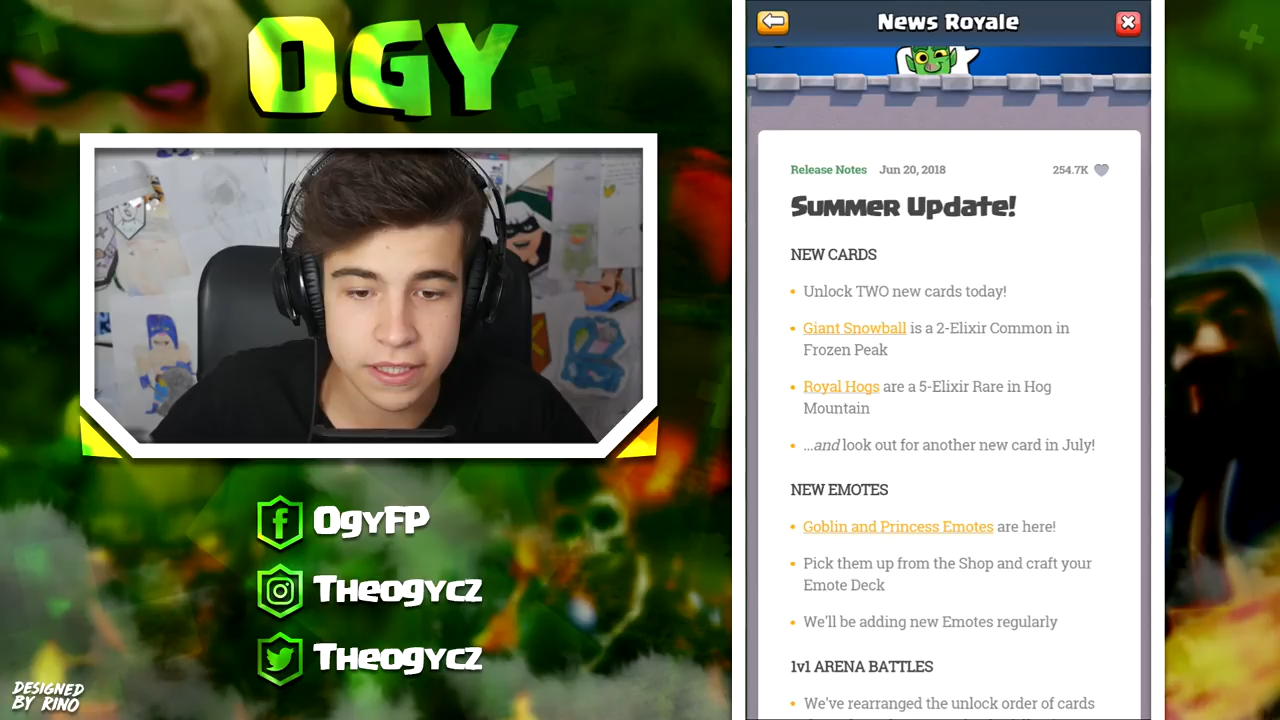 OGY
OgyFP
Theogycz
Theogycz
DESIGNED
BY RINO
News Royale
Release Notes Jun 20, 2018 254.7K
Summer Update!
NEW CARDS
• Unlock TWO new cards today!
• Giant Snowball is a 2-Elixir Common in
Frozen Peak
• Royal Hogs are a 5-Elixir Rare in Hog
Mountain
• ...and look out for another new card in July!
NEW EMOTES
• Goblin and Princess Emotes are here!
• Pick them up from the Shop and craft your
Emote Deck
• We'll be adding new Emotes regularly
1v1 ARENA BATTLES
• We've rearranged the unlock order of cards